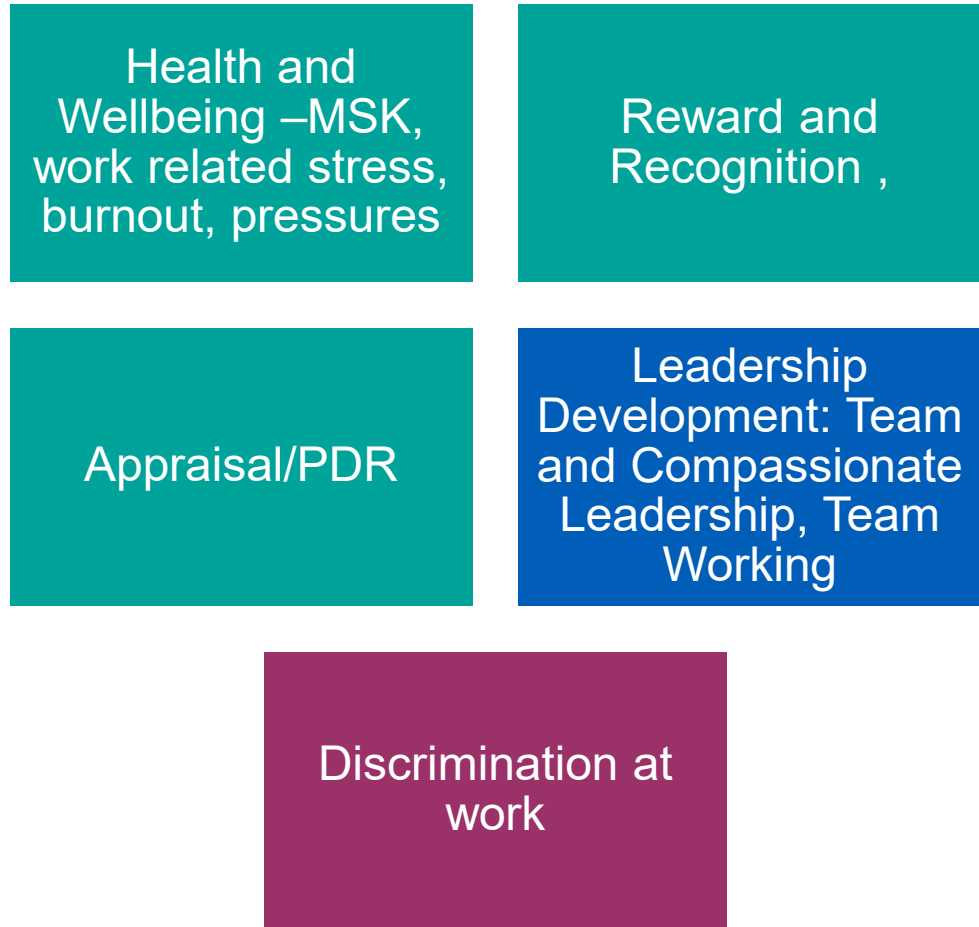 Health and
Wellbeing –MSK,
work related stress,
burnout, pressures
Reward and
Recognition ,
Appraisal/PDR
Leadership
Development: Team
and Compassionate
Leadership, Team
Working
Discrimination at
work